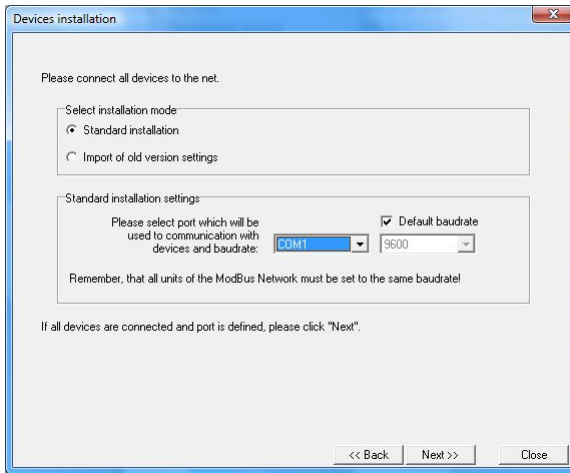 Devices installation
Please connect all devices to the net.
Select installation mode
Standard installation
Import of old version settings
Standard installation settings
Please select port which will be
used to communication with
devices and baudrate:
COM1
Default baudrate
9600
Remember, that all units of the ModBus Network must be set to the same baudrate!
If all devices are connected and port is defined, please click "Next".
<< Back Next >> Close